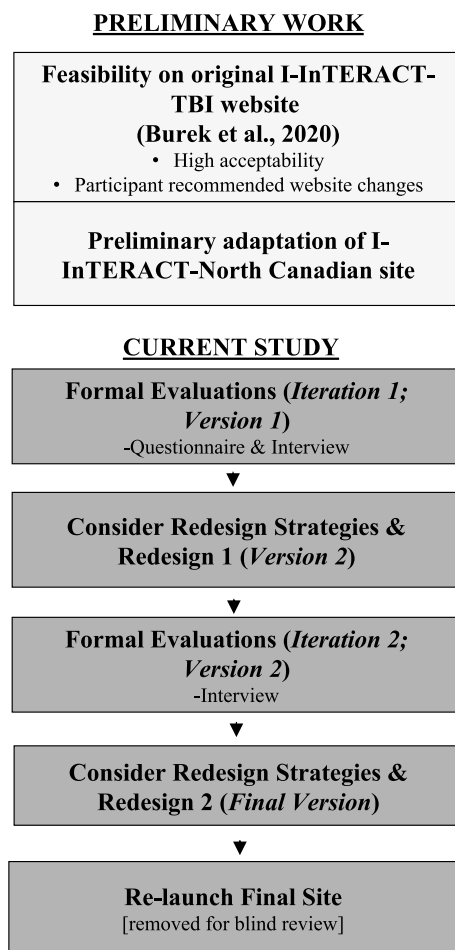 PRELIMINARY WORK
Feasibility on original I-InTERACT-
TBI website
(Burek et al., 2020)
• High acceptability
• Participant recommended website changes
Preliminary adaptation of I-
InTERACT-North Canadian site
CURRENT STUDY
Formal Evaluations (Iteration 1;
Version 1)
-Questionnaire & Interview
Consider Redesign Strategies &
Redesign 1 (Version 2)
Formal Evaluations (Iteration 2;
Version 2)
-Interview
Consider Redesign Strategies &
Redesign 2 (Final Version)
Re-launch Final Site
[removed for blind review]